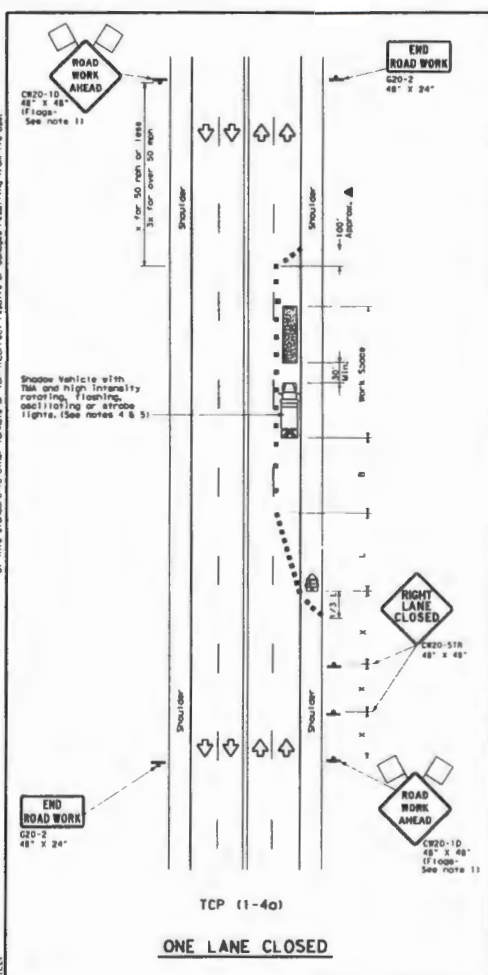 ROAD
WORK
AHEAD
CW20-1D
48" X 48"
(Flags-
See note 1)
END
ROAD WORK
G20-2
48" X 24"
x for 50 mph or less
3x for over 50 mph
Shoulder
Shoulder
100'
Approx.
Shadow Vehicle with
TMA and high intensity
rotating, flashing,
oscillating or strobe
lights. (See notes 4 & 5)
30'
Min.
Work Space
B
L
1/3 L
RIGHT
LANE
CLOSED
CW20-5TR
48" X 48"
X
X
Shoulder
Shoulder
END
ROAD WORK
G20-2
48" X 24"
ROAD
WORK
AHEAD
CW20-1D
48" X 48"
(Flags-
See note 1)
TCP (1-4a)
ONE LANE CLOSED